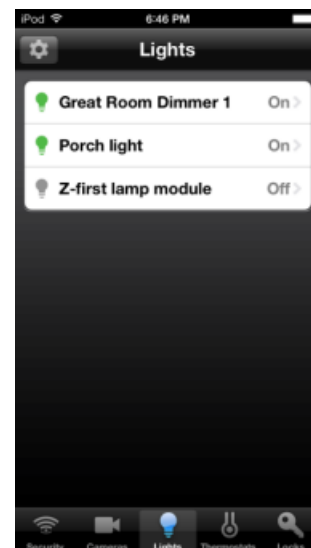 iPod 6:46 PM
Lights
Great Room Dimmer 1 On
Porch light On
Z-first lamp module Off
Security Cameras Lights Thermostats Locks